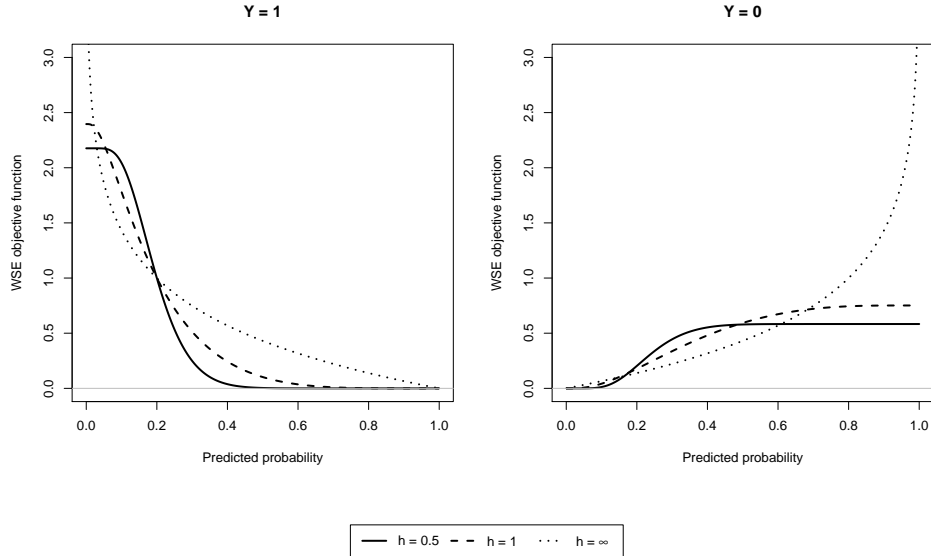 Y = 1
Y = 0
WSE objective function
3.0
2.5
2.0
1.5
1.0
0.5
0.0
0.0 0.2 0.4 0.6 0.8 1.0
Predicted probability
WSE objective function
3.0
2.5
2.0
1.5
1.0
0.5
0.0
0.0 0.2 0.4 0.6 0.8 1.0
Predicted probability
h = 0.5 h = 1 h = ∞